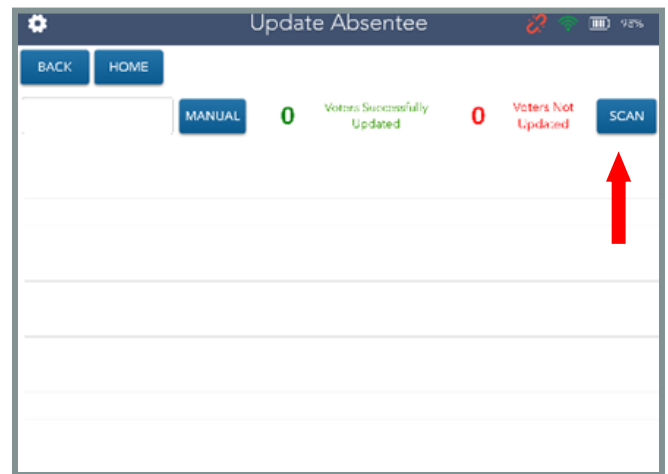 Update Absentee 98%
BACK HOME
MANUAL 0 Voters Successfully Updated 0 Voters Not Updated SCAN